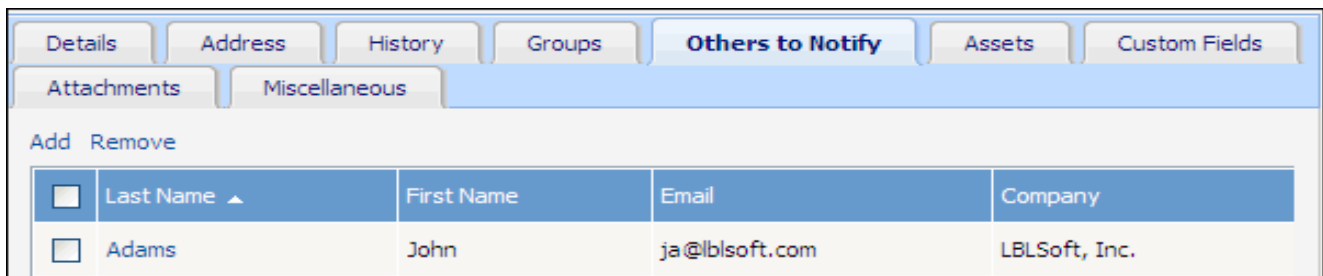 Details Address History Groups Others to Notify Assets Custom Fields
Attachments Miscellaneous
Add Remove
Last Name First Name Email Company
Adams John ja@lblsoft.com LBLSoft, Inc.